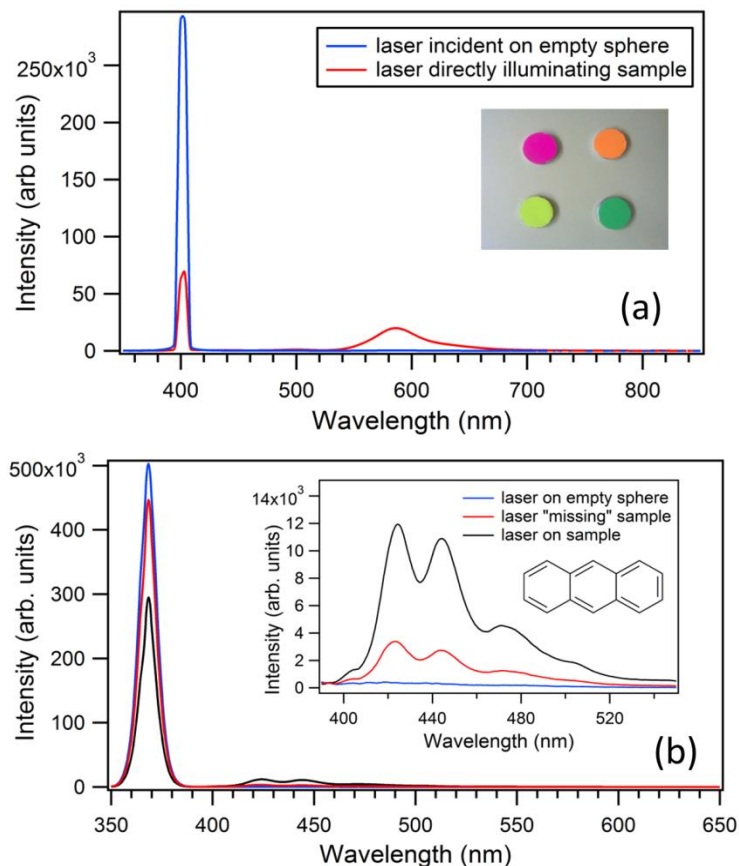 250x10³
200
150
100
50
0
Intensity (arb units)
laser incident on empty sphere
laser directly illuminating sample
(a)
400
500
600
700
800
Wavelength (nm)
500x10³
400
300
200
100
0
Intensity (arb. units)
14x10³
12
10
8
6
4
2
0
Intensity (arb. units)
laser on empty sphere
laser "missing" sample
laser on sample
400
440
480
520
Wavelength (nm)
(b)
350
400
450
500
550
600
650
Wavelength (nm)